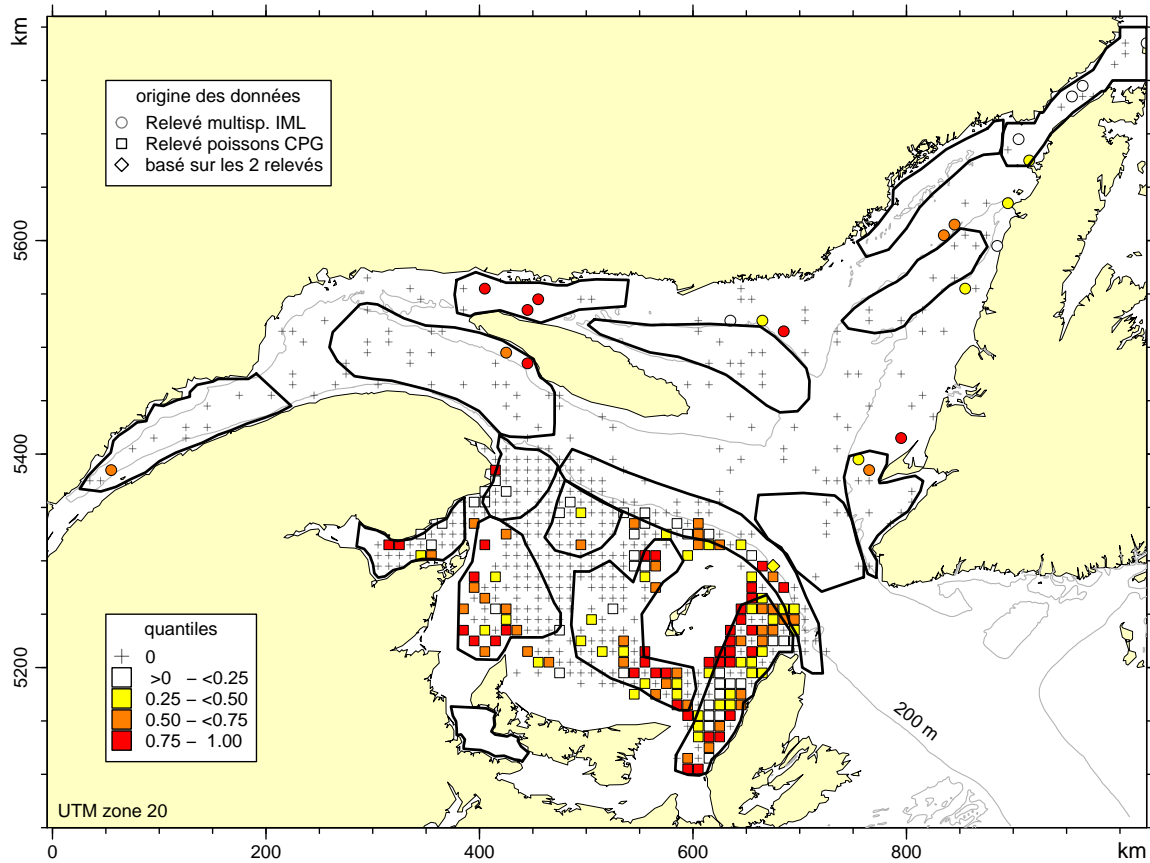 km
origine des données
Relevé multisp. IML
Relevé poissons CPG
basé sur les 2 relevés
5600
5400
5200
quantiles
0
>0 – <0.25
0.25 – <0.50
0.50 – <0.75
0.75 – 1.00
200 m
UTM zone 20
0 200 400 600 800 km